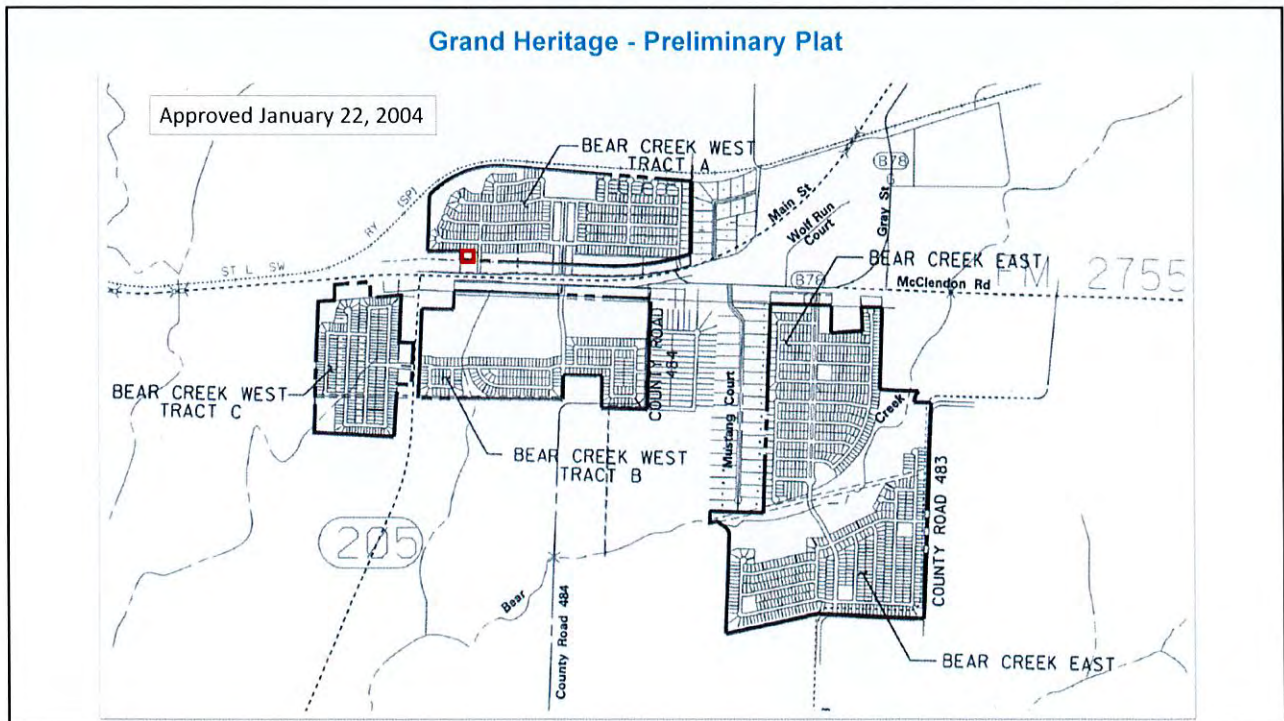 Grand Heritage - Preliminary Plat
Approved January 22, 2004
BEAR CREEK WEST
TRACT A
(B78)
RY (SP)
Main St
Wolf Run
Court
Gray St
ST L SW
BEAR CREEK EAST
(B78)
McClendon Rd
FM 2755
COUNTY ROAD
484
BEAR CREEK WEST
TRACT C
Mustang Court
Creek
BEAR CREEK WEST
TRACT B
COUNTY ROAD 483
205
Bear
County Road 484
BEAR CREEK EAST